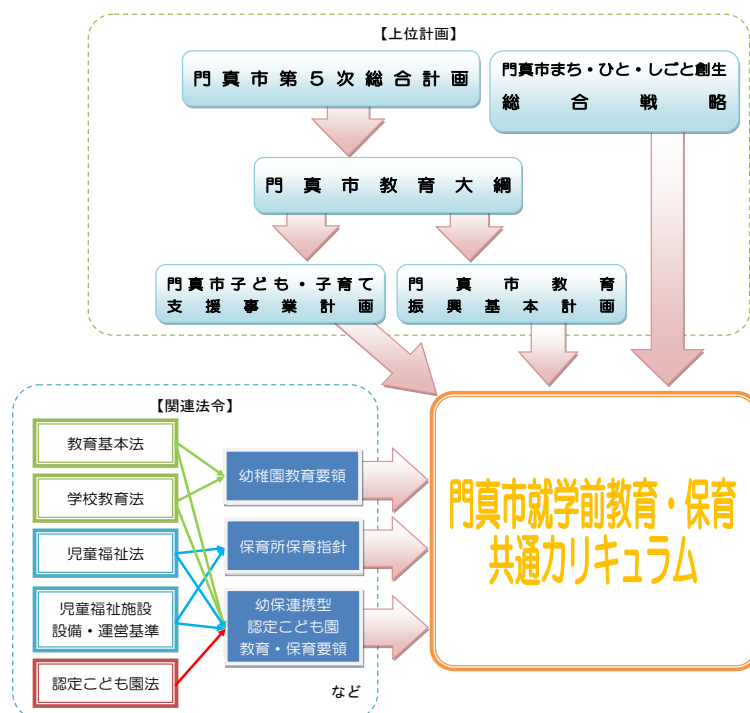 【上位計画】
門真市第５次総合計画
門真市まち・ひと・しごと創生
総合戦略
門真市教育大綱
門真市子ども・子育て
支援事業計画
門真市教育
振興基本計画
【関連法令】
教育基本法
学校教育法
児童福祉法
児童福祉施設
設備・運営基準
認定こども園法
幼稚園教育要領
保育所保育指針
幼保連携型
認定こども園
教育・保育要領
など
門真市就学前教育・保育
共通カリキュラム